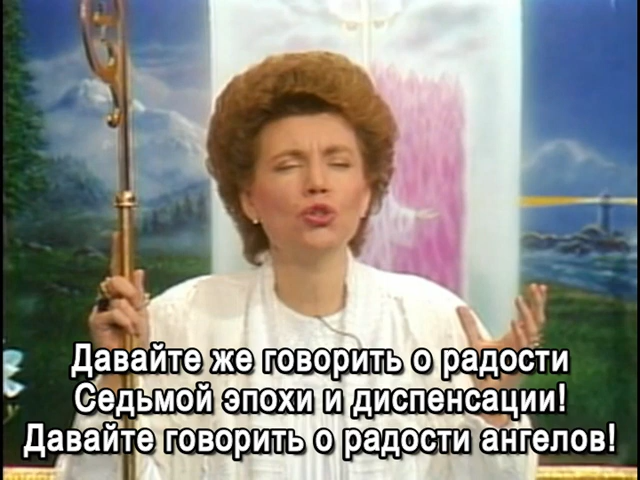 Давайте же говорить о радости
Седьмой эпохи и диспенсации!
Давайте говорить о радости ангелов!